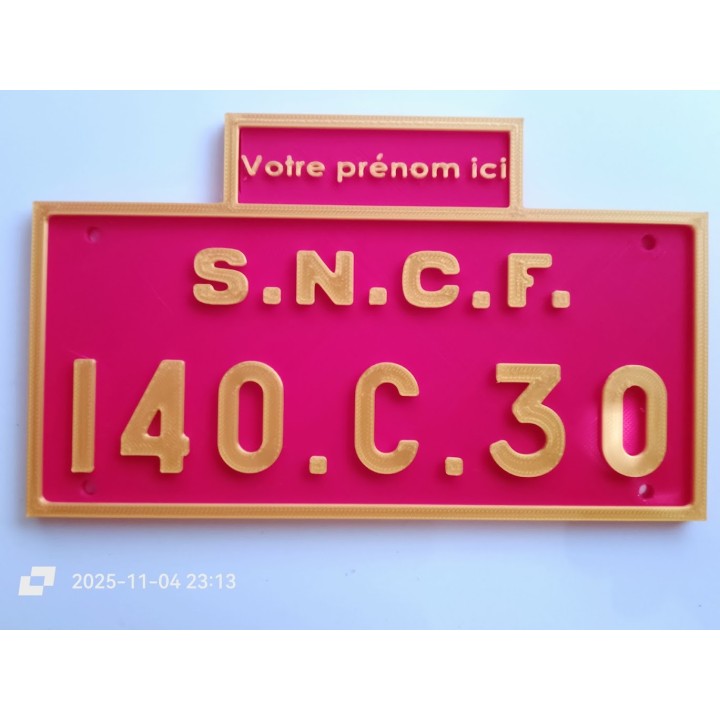 Votre prénom ici
S.N.C.F.
140.C.30
2025-11-04 23:13